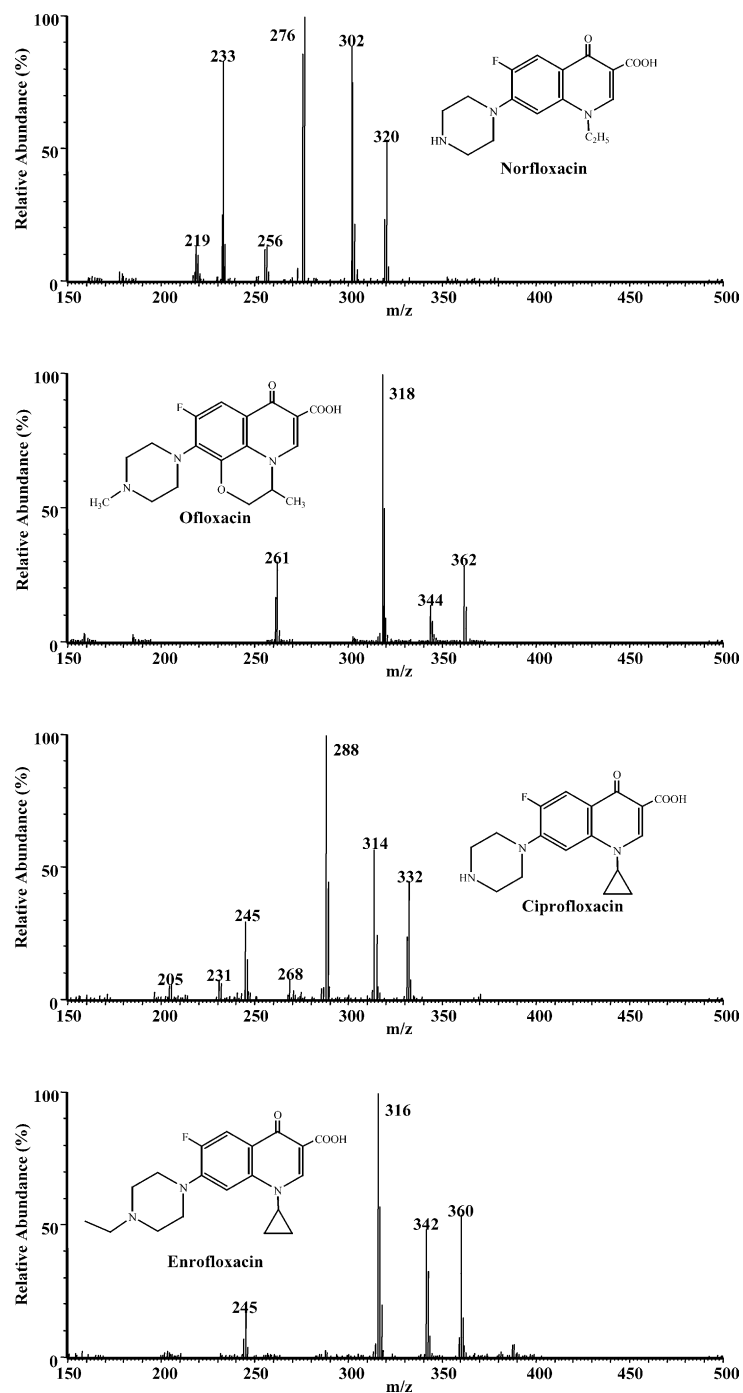 100
50
0
Relative Abundance (%)
219
233
256
276
302
320
O
F
COOH
N
N
HN
C2H5
Norfloxacin
150 200 250 300 350 400 450 500
m/z
100
50
0
Relative Abundance (%)
O
F
COOH
N
N
N
H3C
O
CH3
Ofloxacin
261
318
344
362
150 200 250 300 350 400 450 500
m/z
100
50
0
Relative Abundance (%)
205
231
245
268
288
314
332
O
F
COOH
N
N
HN
Ciprofloxacin
150 200 250 300 350 400 450 500
m/z
100
50
0
Relative Abundance (%)
O
F
COOH
N
N
N
Enrofloxacin
245
316
342
360
150 200 250 300 350 400 450 500
m/z